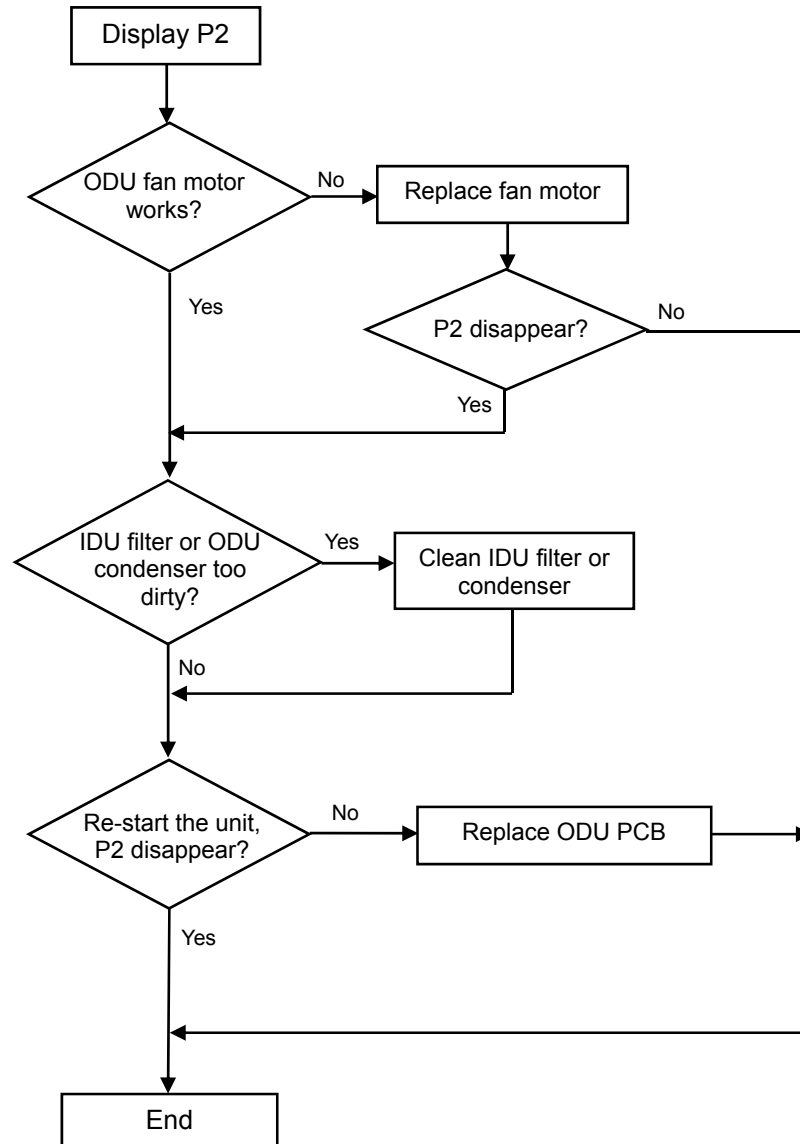 Display P2
ODU fan motor
works?
No
Replace fan motor
Yes
P2 disappear?
No
Yes
IDU filter or ODU
condenser too
dirty?
Yes
Clean IDU filter or
condenser
No
Re-start the unit,
P2 disappear?
No
Replace ODU PCB
Yes
End